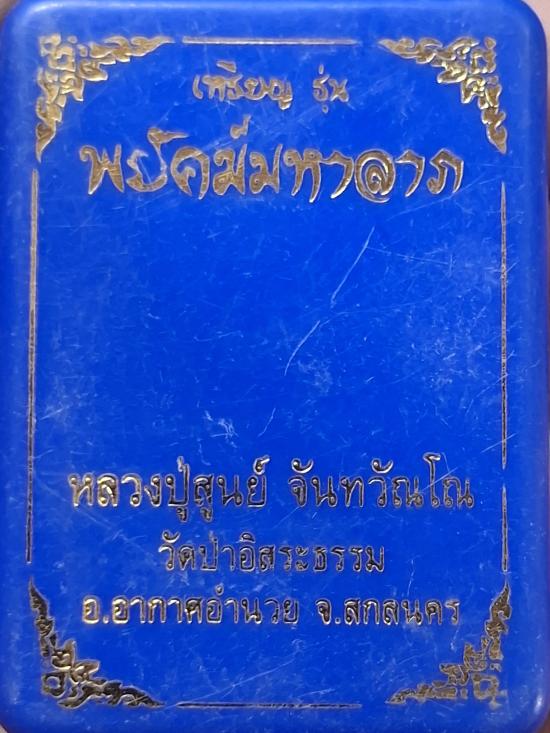 เหรียญ รุ่น
พยัคฆ์มหาลาภ
หลวงปู่สูนย์ จันทวัณโณ
วัดป่าอิสระธรรม
อ.อากาศอำนวย จ.สกลนคร